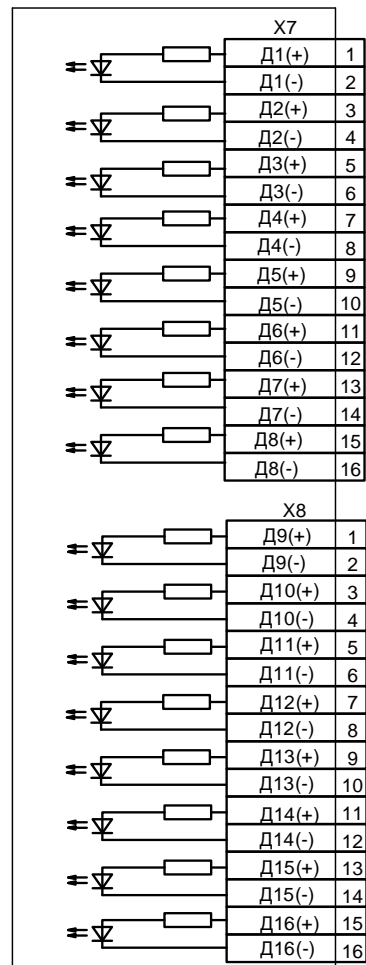 X7
Д1(+) 1
Д1(-) 2
Д2(+) 3
Д2(-) 4
Д3(+) 5
Д3(-) 6
Д4(+) 7
Д4(-) 8
Д5(+) 9
Д5(-) 10
Д6(+) 11
Д6(-) 12
Д7(+) 13
Д7(-) 14
Д8(+) 15
Д8(-) 16
X8
Д9(+) 1
Д9(-) 2
Д10(+) 3
Д10(-) 4
Д11(+) 5
Д11(-) 6
Д12(+) 7
Д12(-) 8
Д13(+) 9
Д13(-) 10
Д14(+) 11
Д14(-) 12
Д15(+) 13
Д15(-) 14
Д16(+) 15
Д16(-) 16